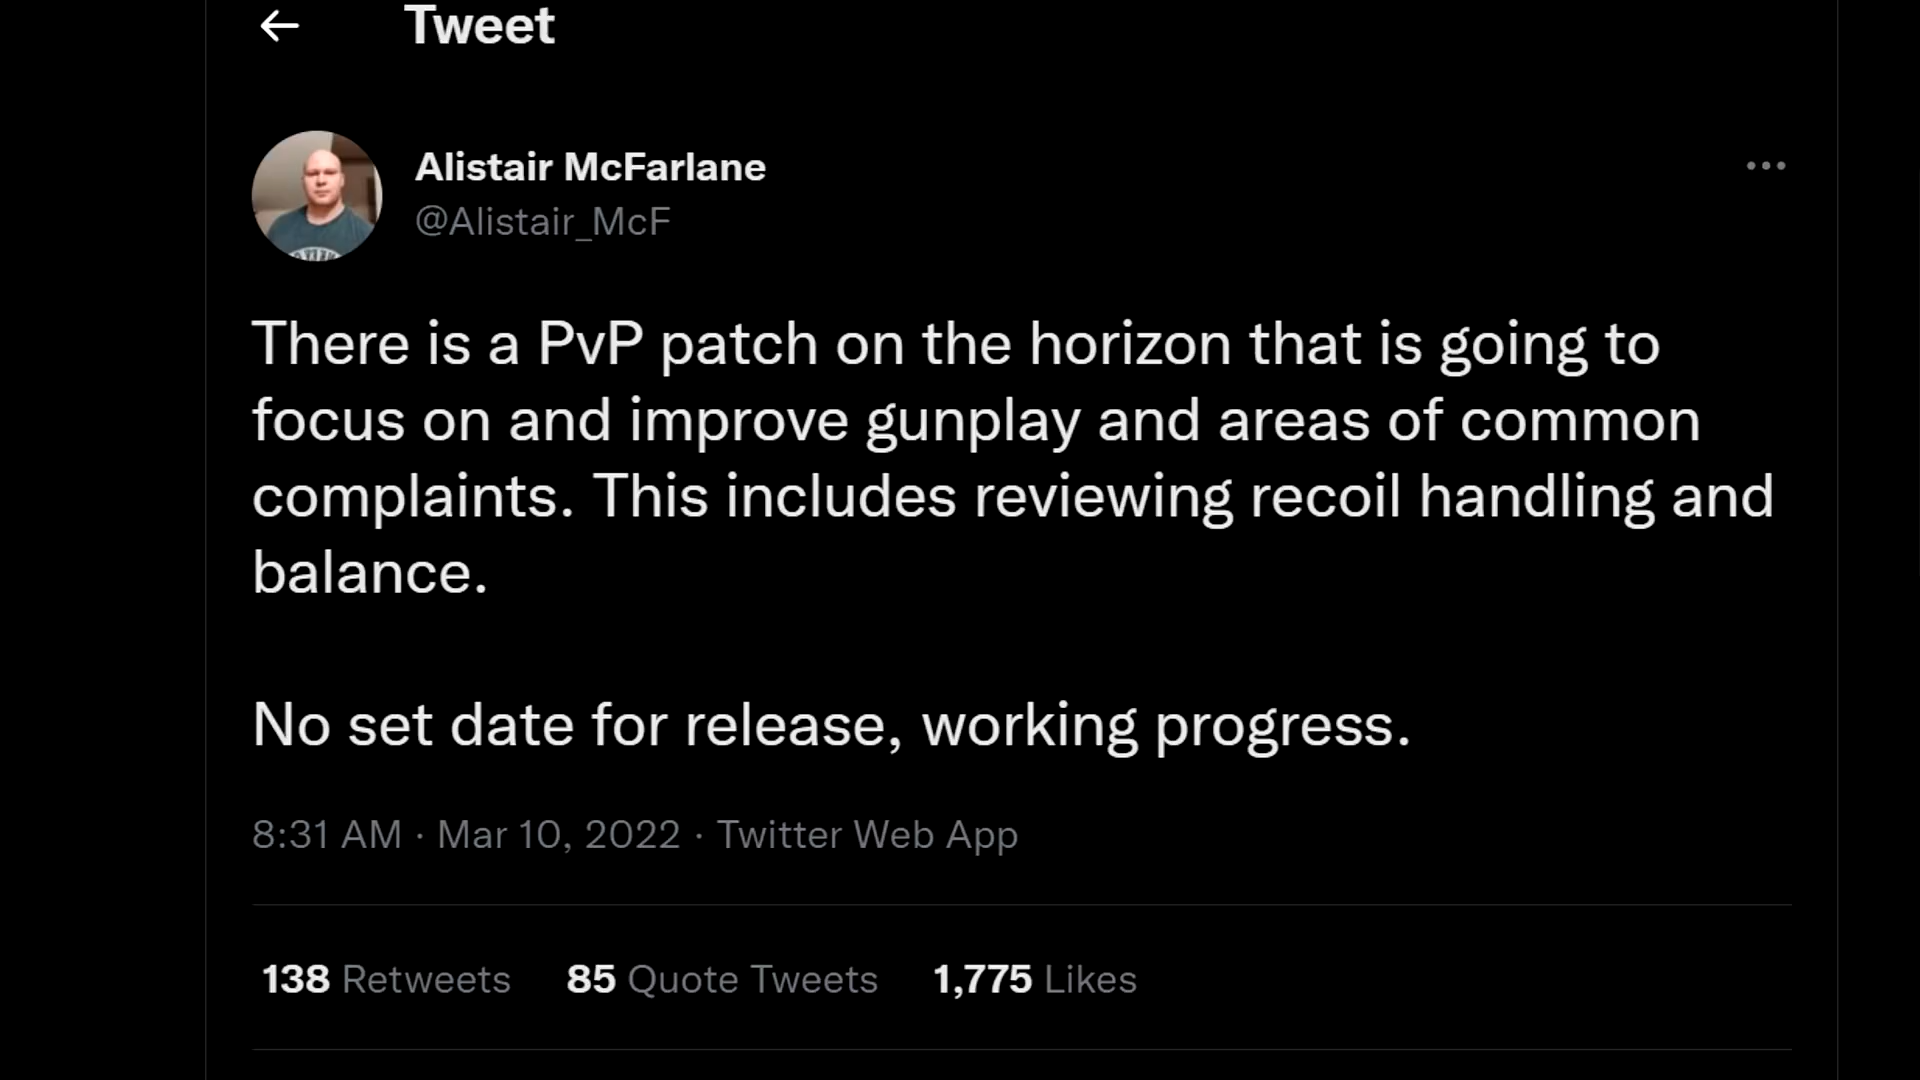 Tweet
Alistair McFarlane
@Alistair_McF
There is a PvP patch on the horizon that is going to
focus on and improve gunplay and areas of common
complaints. This includes reviewing recoil handling and
balance.
No set date for release, working progress.
8:31 AM · Mar 10, 2022 · Twitter Web App
138 Retweets 85 Quote Tweets 1,775 Likes